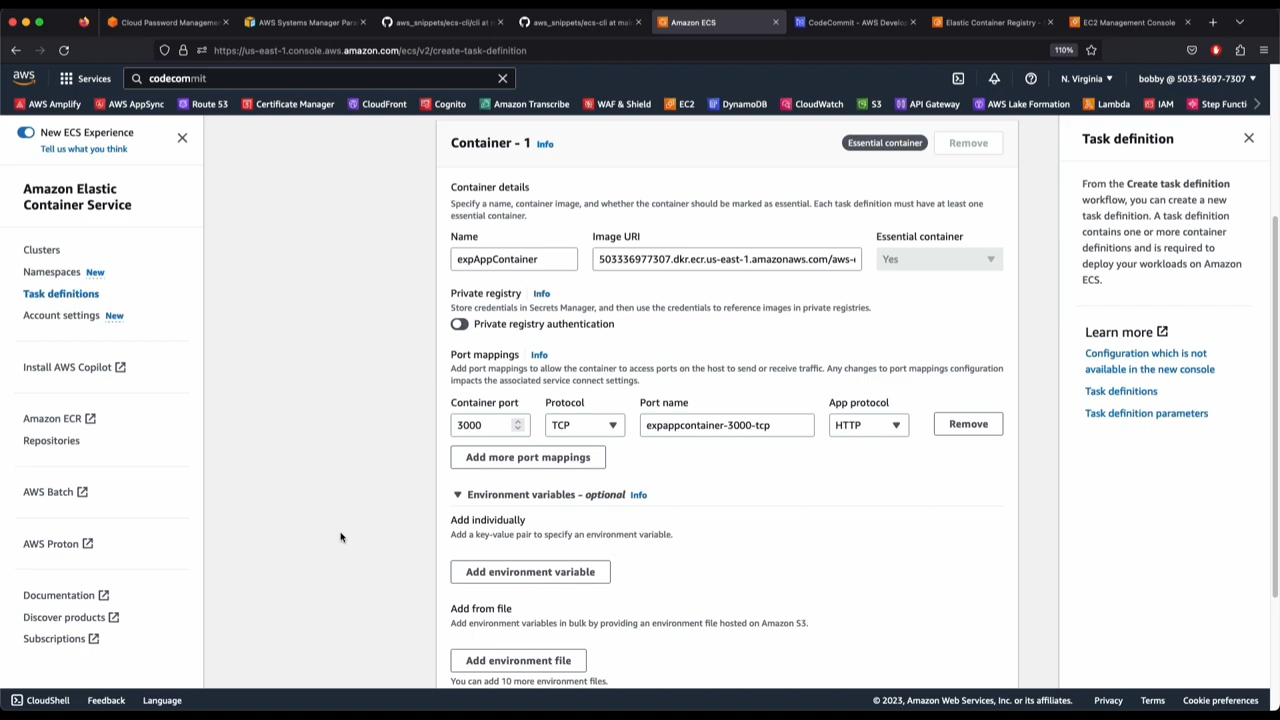 Cloud Password Managemen
AWS Systems Manager Para
aws_snippets/ecs-cli/cli at m
aws_snippets/ecs-cli at main
Amazon ECS
CodeCommit - AWS Develop
Elastic Container Registry -
EC2 Management Console
https://us-east-1.console.aws.amazon.com/ecs/v2/create-task-definition
110%
aws
Services
codecommit
N. Virginia
bobby @ 5033-3697-7307
AWS Amplify
AWS AppSync
Route 53
Certificate Manager
CloudFront
Cognito
Amazon Transcribe
WAF & Shield
EC2
DynamoDB
CloudWatch
S3
API Gateway
AWS Lake Formation
Lambda
IAM
Step Functi
New ECS Experience
Tell us what you think
Amazon Elastic
Container Service
Clusters
Namespaces New
Task definitions
Account settings New
Install AWS Copilot
Amazon ECR
Repositories
AWS Batch
AWS Proton
Documentation
Discover products
Subscriptions
Container - 1 Info
Essential container
Remove
Container details
Specify a name, container image, and whether the container should be marked as essential. Each task definition must have at least one
essential container.
Name
Image URI
Essential container
expAppContainer
503336977307.dkr.ecr.us-east-1.amazonaws.com/aws-
Yes
Private registry Info
Store credentials in Secrets Manager, and then use the credentials to reference images in private registries.
Private registry authentication
Port mappings Info
Add port mappings to allow the container to access ports on the host to send or receive traffic. Any changes to port mappings configuration
impacts the associated service connect settings.
Container port
Protocol
Port name
App protocol
3000
TCP
expappcontainer-3000-tcp
HTTP
Remove
Add more port mappings
Environment variables - optional Info
Add individually
Add a key-value pair to specify an environment variable.
Add environment variable
Add from file
Add environment variables in bulk by providing an environment file hosted on Amazon S3.
Add environment file
You can add 10 more environment files.
Task definition
From the Create task definition
workflow, you can create a new
task definition. A task definition
contains one or more container
definitions and is required to
deploy your workloads on Amazon
ECS.
Learn more
Configuration which is not
available in the new console
Task definitions
Task definition parameters
CloudShell
Feedback
Language
© 2023, Amazon Web Services, Inc. or its affiliates.
Privacy
Terms
Cookie preferences